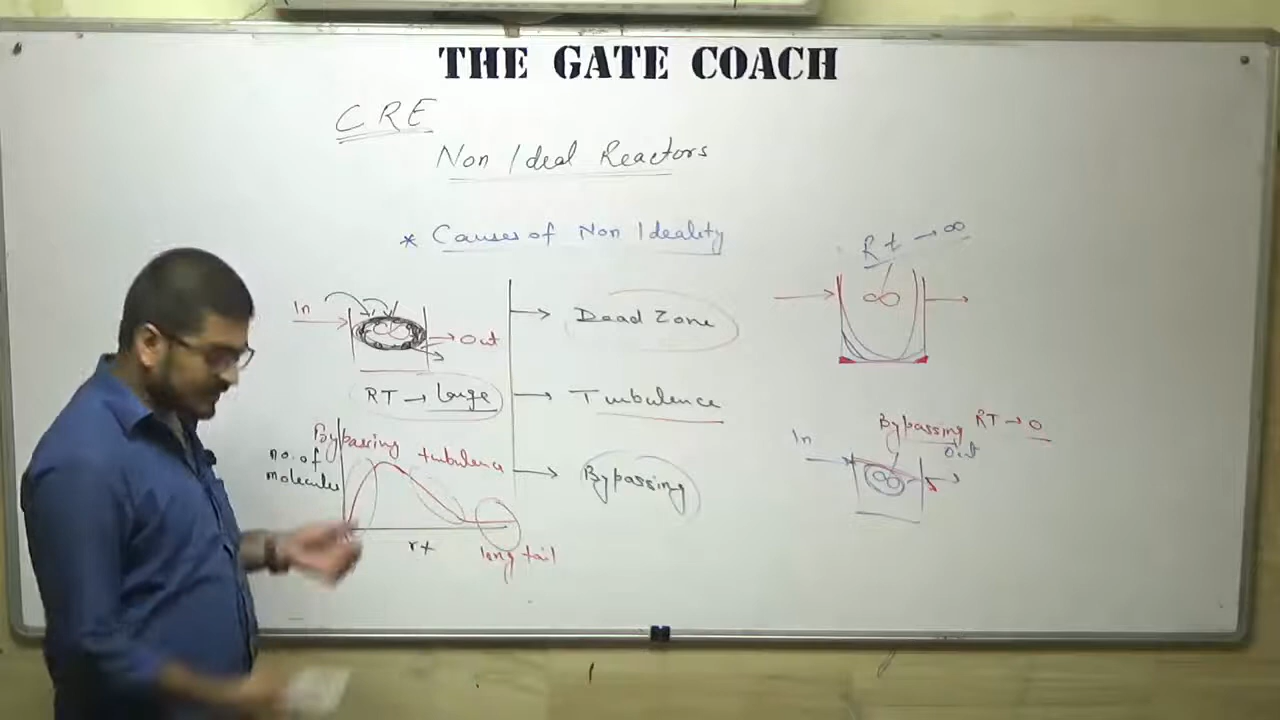 THE GATE COACH
CRE
Non Ideal Reactors
* Causes of Non Ideality
In
Out
RT → large
Bypassing
turbulence
no. of
molecules
rt
long tail
Dead Zone
Turbulence
Bypassing
Rt → ∞
Bypassing RT → 0
In
Out